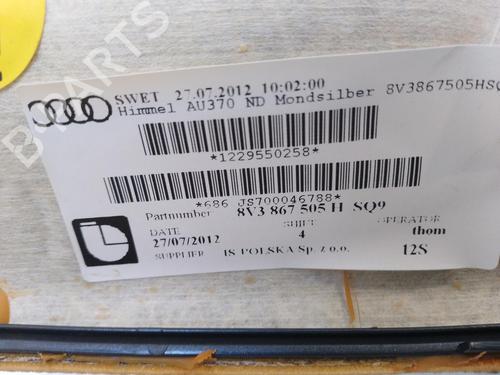 SWET 27.07.2012 10:02:00
Himmel AU370 ND Mondsilber 8V3867505HSQ
*1229550258*
*686 JS700046788*
Partnumber 8V3 867 505 H SQ9
DATE SHIFT OPERATOR
27/07/2012 4 thom
SUPPLIER IS POLSKA Sp. z o.o. 12S
B-PARTS